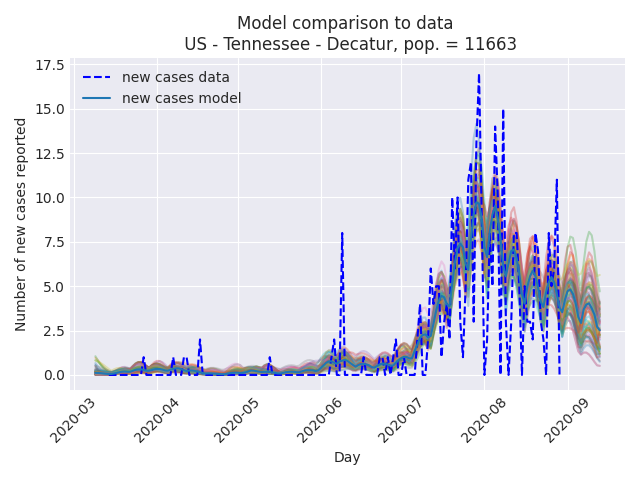 Model comparison to data
US - Tennessee - Decatur, pop. = 11663
new cases data
new cases model
Number of new cases reported
17.5
15.0
12.5
10.0
7.5
5.0
2.5
0.0
2020-03
2020-04
2020-05
2020-06
2020-07
2020-08
2020-09
Day